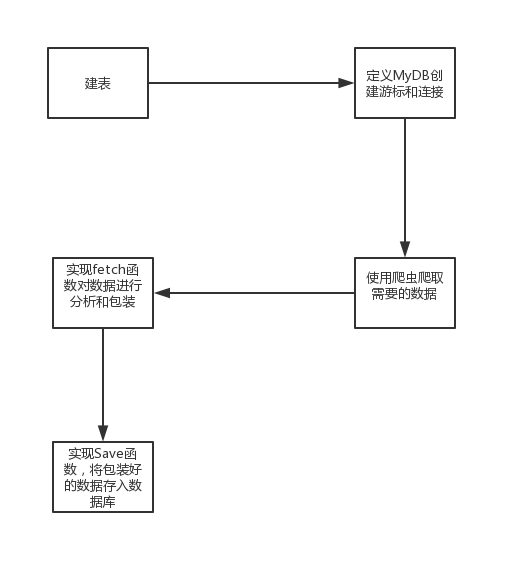 建表
定义MyDB创
建游标和连接
使用爬虫爬取
需要的数据
实现fetch函
数对数据进行
分析和包装
实现Save函
数，将包装好
的数据存入数
据库